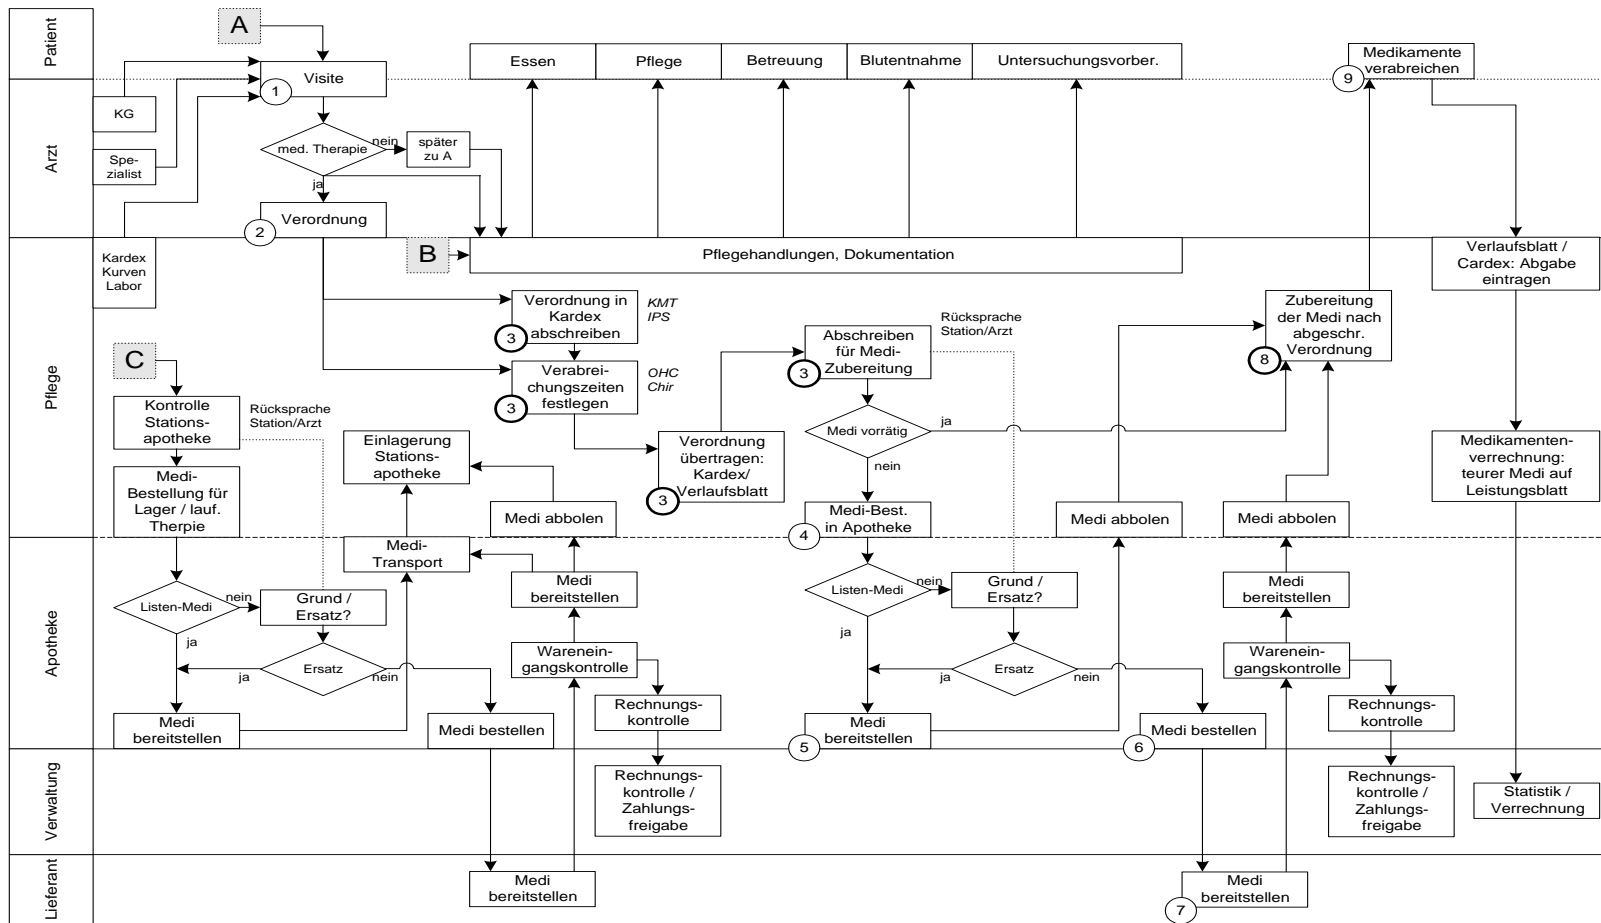 Patient
A
Visite
1
Essen
Pflege
Betreuung
Blutentnahme
Untersuchungsvorber.
Medikamente
verabreichen
9
Arzt
KG
Spe-
zialist
med. Therapie
nein
später
zu A
ja
Verordnung
2
Pflege
Kardex
Kurven
Labor
B
Pflegehandlungen, Dokumentation
Verlaufsblatt /
Cardex: Abgabe
eintragen
Verordnung in
Kardex
abschreiben
3
KMT
IPS
Verabrei-
chungszeiten
festlegen
3
OHC
Chir
Abschreiben
für Medi-
Zubereitung
3
Rücksprache
Station/Arzt
Zubereitung
der Medi nach
abgeschr.
Verordnung
8
C
Kontrolle
Stations-
apotheke
Rücksprache
Station/Arzt
Medi-
Bestellung für
Lager / lauf.
Therpie
Einlagerung
Stations-
apotheke
Medi abbolen
Verordnung
übertragen:
Kardex/
Verlaufsblatt
3
Medi vorrätig
ja
nein
Medi-Best.
in Apotheke
4
Medi abbolen
Medi abbolen
Medikamenten-
verrechnung:
teurer Medi auf
Leistungsblatt
Apotheke
Medi-
Transport
Listen-Medi
nein
ja
Grund /
Ersatz?
Ersatz
ja
nein
Medi
bereitstellen
Medi bestellen
Medi
bereitstellen
Warenein-
gangskontrolle
Rechnungs-
kontrolle
Listen-Medi
nein
ja
Grund /
Ersatz?
Ersatz
ja
nein
Medi
bereitstellen
5
Medi bestellen
6
Medi
bereitstellen
Warenein-
gangskontrolle
Rechnungs-
kontrolle
Verwaltung
Rechnungs-
kontrolle /
Zahlungs-
freigabe
Rechnungs-
kontrolle /
Zahlungs-
freigabe
Statistik /
Verrechnung
Lieferant
Medi
bereitstellen
Medi
bereitstellen
7